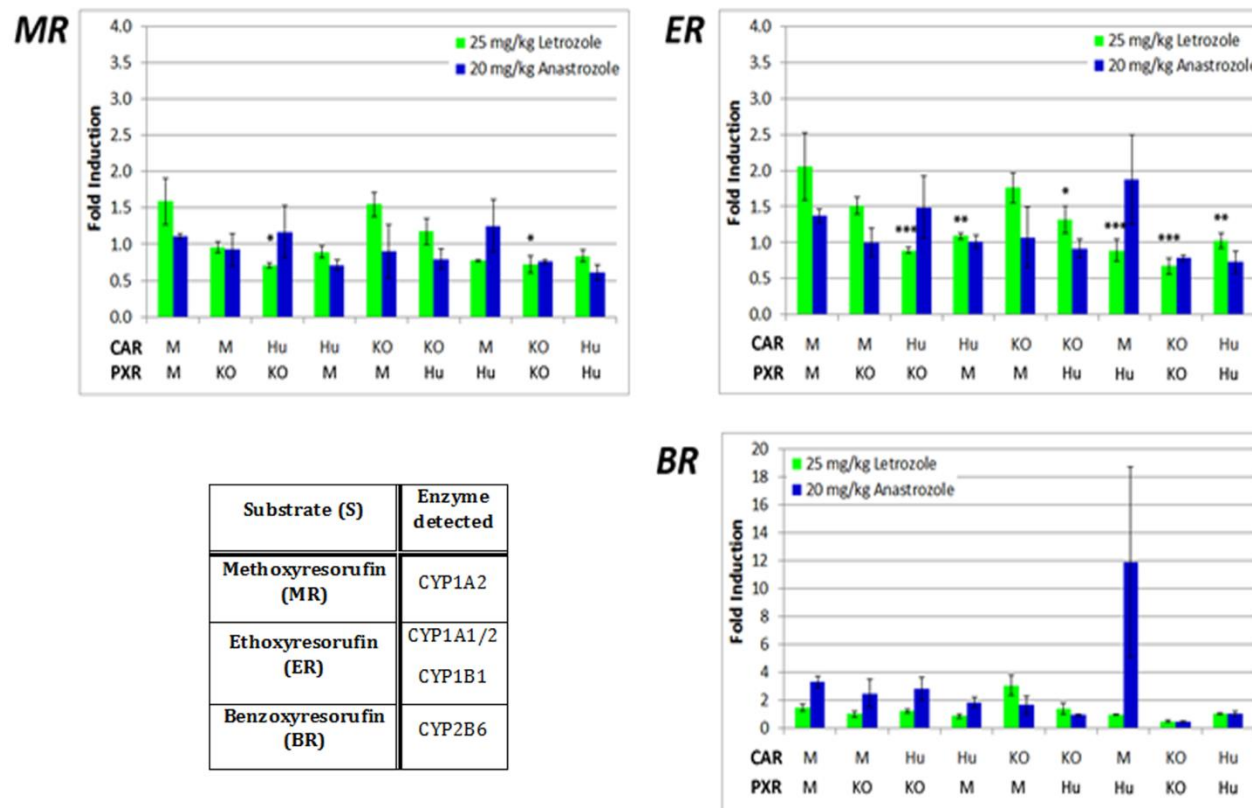 MR
25 mg/kg Letrozole
20 mg/kg Anastrozole
Fold Induction
4.0
3.5
3.0
2.5
2.0
1.5
1.0
0.5
0.0
* *
CAR M M Hu Hu KO KO M KO Hu
PXR M KO KO M M Hu Hu KO Hu
ER
25 mg/kg Letrozole
20 mg/kg Anastrozole
Fold Induction
4.0
3.5
3.0
2.5
2.0
1.5
1.0
0.5
0.0
*** ** * *** *** **
CAR M M Hu Hu KO KO M KO Hu
PXR M KO KO M M Hu Hu KO Hu
Substrate (S) Enzyme
detected
Methoxyresorufin
(MR) CYP1A2
Ethoxyresorufin
(ER) CYP1A1/2
CYP1B1
Benzoxyresorufin
(BR) CYP2B6
BR
25 mg/kg Letrozole
20 mg/kg Anastrozole
Fold Induction
20
18
16
14
12
10
8
6
4
2
0
CAR M M Hu Hu KO KO M KO Hu
PXR M KO KO M M Hu Hu KO Hu